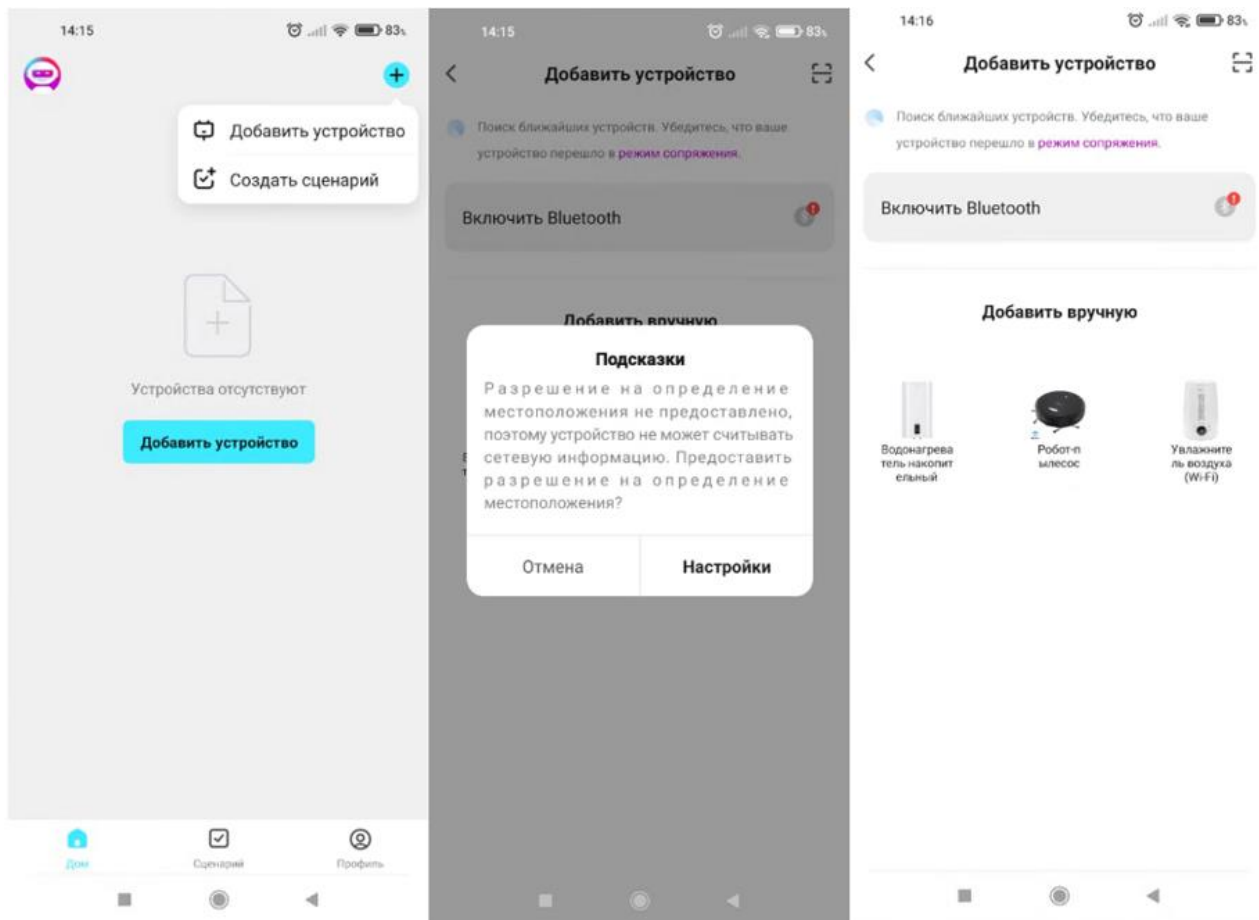 14:15
83%
Добавить устройство
Создать сценарий
Устройства отсутствуют
Добавить устройство
Дом
Сценарий
Профиль
14:15
83%
Добавить устройство
Поиск ближайших устройств. Убедитесь, что ваше
устройство перешло в режим сопряжения.
Включить Bluetooth
Добавить вручную
Подсказки
Разрешение на определение
местоположения не предоставлено,
поэтому устройство не может считывать
сетевую информацию. Предоставить
разрешение на определение
местоположения?
Отмена
Настройки
14:16
83%
Добавить устройство
Поиск ближайших устройств. Убедитесь, что ваше
устройство перешло в режим сопряжения.
Включить Bluetooth
Добавить вручную
Водонагрева
тель накопит
ельный
Робот-п
ылесос
Увлажните
ль воздуха
(Wi-Fi)